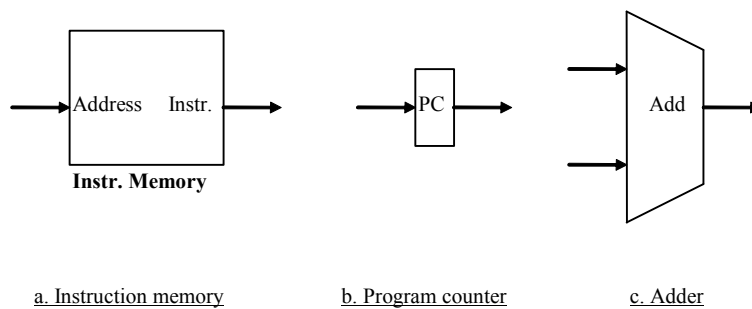 Address Instr.
Instr. Memory
PC
Add
a. Instruction memory
b. Program counter
c. Adder